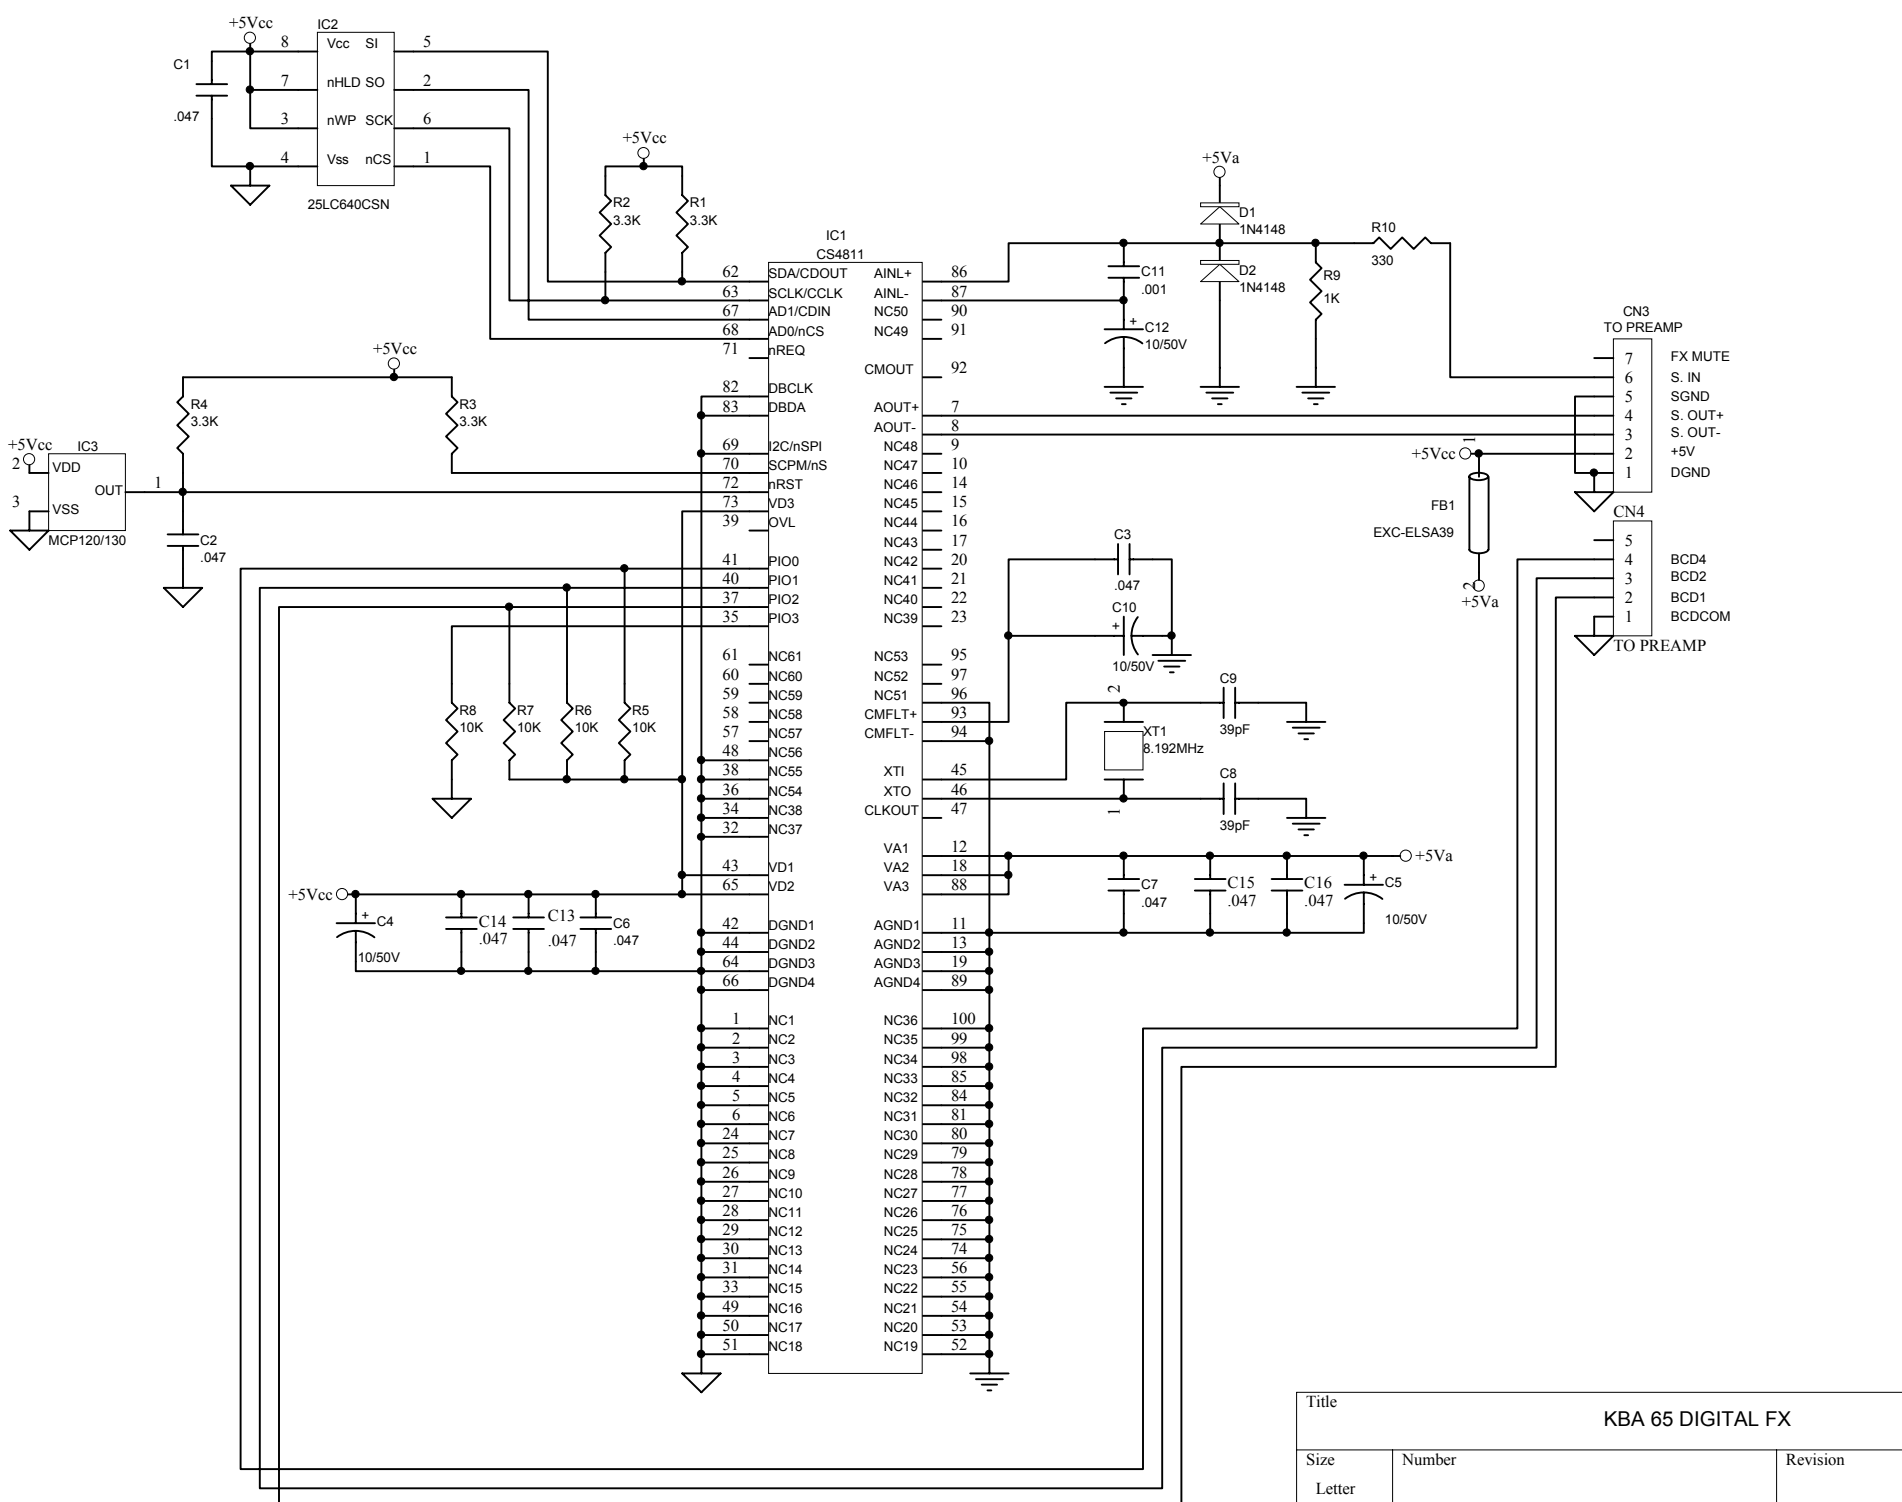 +5Vcc
IC2
8 Vcc SI 5
C1
7 nHLD SO 2
.047
3 nWP SCK 6
4 Vss nCS 1
25LC640CSN
+5Vcc
R2
3.3K
R1
3.3K
+5Vcc
R4
3.3K
R3
3.3K
+5Vcc
IC3
2 VDD
OUT 1
3 VSS
MCP120/130
C2
.047
R8
10K
R7
10K
R6
10K
R5
10K
+5Vcc
C4
10/50V
C14
.047
C13
.047
C6
.047
IC1
CS4811
62 SDA/CDOUT AINL+ 86
63 SCLK/CCLK AINL- 87
67 AD1/CDIN NC50 90
68 AD0/nCS NC49 91
71 nREQ
CMOUT 92
82 DBCLK
83 DBDA AOUT+ 7
AOUT- 8
69 I2C/nSPI NC48 9
70 SCPM/nS NC47 10
72 nRST NC46 14
73 VD3 NC45 15
39 OVL NC44 16
NC43 17
41 PIO0 NC42 20
40 PIO1 NC41 21
37 PIO2 NC40 22
35 PIO3 NC39 23
61 NC61 NC53 95
60 NC60 NC52 97
59 NC59 NC51 96
58 NC58 CMFLT+ 93
57 NC57 CMFLT- 94
48 NC56
38 NC55 XTI 45
36 NC54 XTO 46
34 NC38 CLKOUT 47
32 NC37
VA1 12
43 VD1 VA2 18
65 VD2 VA3 88
42 DGND1 AGND1 11
44 DGND2 AGND2 13
64 DGND3 AGND3 19
66 DGND4 AGND4 89
1 NC1 NC36 100
2 NC2 NC35 99
3 NC3 NC34 98
4 NC4 NC33 85
5 NC5 NC32 84
6 NC6 NC31 81
24 NC7 NC30 80
25 NC8 NC29 79
26 NC9 NC28 78
27 NC10 NC27 77
28 NC11 NC26 76
29 NC12 NC25 75
30 NC13 NC24 74
31 NC14 NC23 56
33 NC15 NC22 55
49 NC16 NC21 54
50 NC17 NC20 53
51 NC18 NC19 52
+5Va
D1
1N4148
D2
1N4148
C11
.001
C12
+
10/50V
R9
1K
R10
330
CN3
TO PREAMP
7 FX MUTE
6 S. IN
5 SGND
4 S. OUT+
3 S. OUT-
2 +5V
1 DGND
+5Vcc
1
FB1
EXC-ELSA39
2
+5Va
CN4
5
4 BCD4
3 BCD2
2 BCD1
1 BCDCOM
TO PREAMP
C3
.047
C10
+
10/50V
2
XT1
8.192MHz
1
C9
39pF
C8
39pF
+5Va
C7
.047
C15
.047
C16
.047
+
C5
10/50V
Title
KBA 65 DIGITAL FX
Size Number Revision
Letter